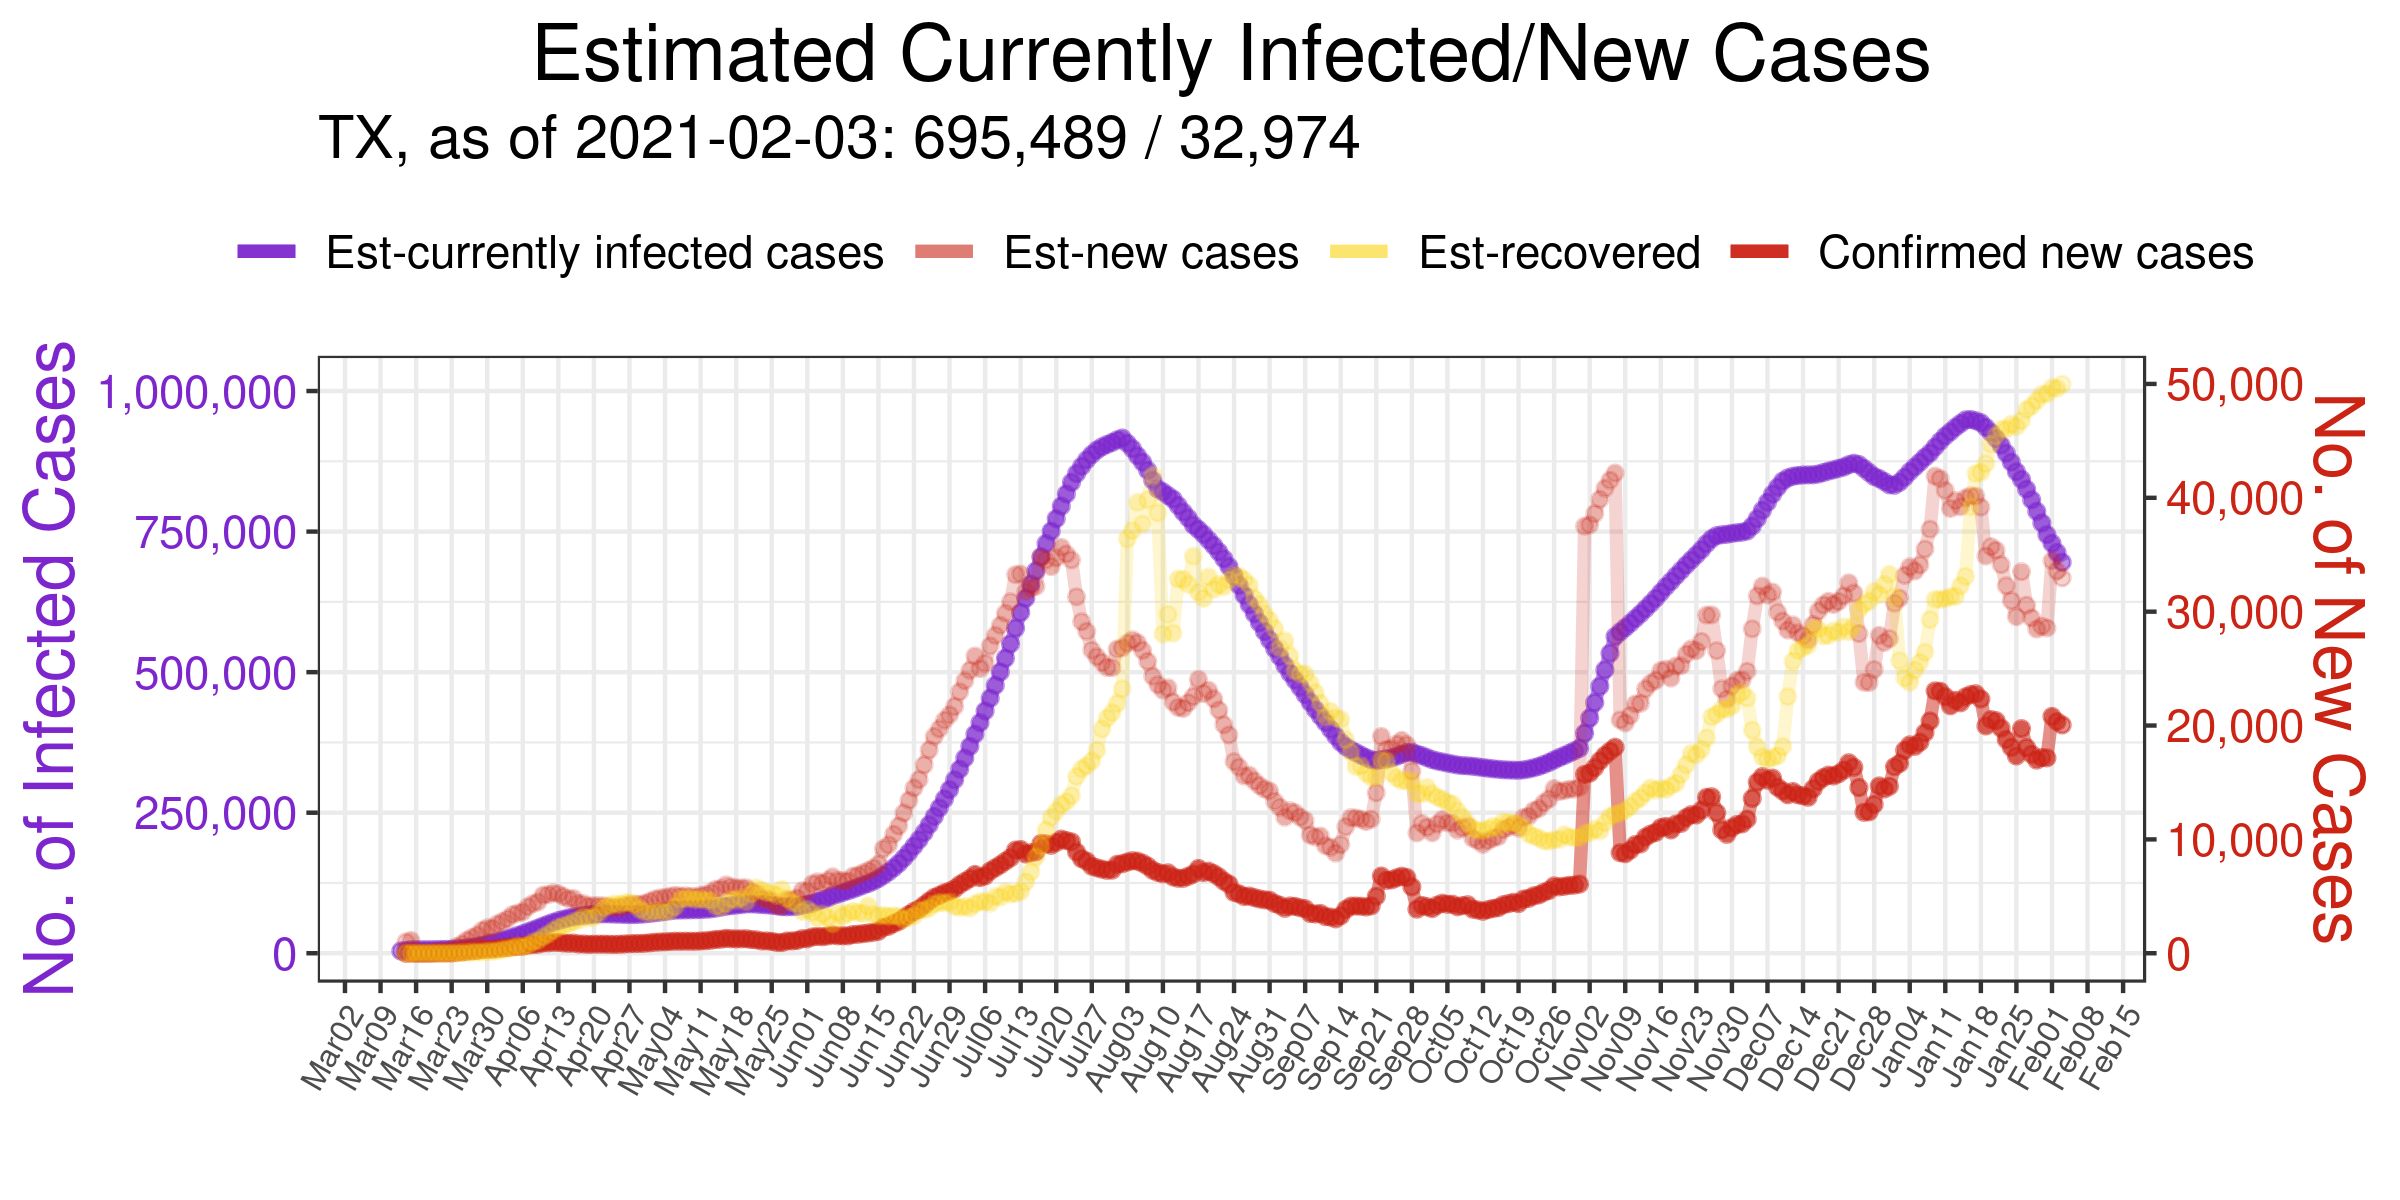 Estimated Currently Infected/New Cases
TX, as of 2021-02-03: 695,489 / 32,974
Est-currently infected cases
Est-new cases
Est-recovered
Confirmed new cases
No. of Infected Cases
1,000,000
750,000
500,000
250,000
0
50,000
40,000
30,000
20,000
10,000
0
No. of New Cases
Mar02
Mar09
Mar16
Mar23
Mar30
Apr06
Apr13
Apr20
Apr27
May04
May11
May18
May25
Jun01
Jun08
Jun15
Jun22
Jun29
Jul06
Jul13
Jul20
Jul27
Aug03
Aug10
Aug17
Aug24
Aug31
Sep07
Sep14
Sep21
Sep28
Oct05
Oct12
Oct19
Oct26
Nov02
Nov09
Nov16
Nov23
Nov30
Dec07
Dec14
Dec21
Dec28
Jan04
Jan11
Jan18
Jan25
Feb01
Feb08
Feb15